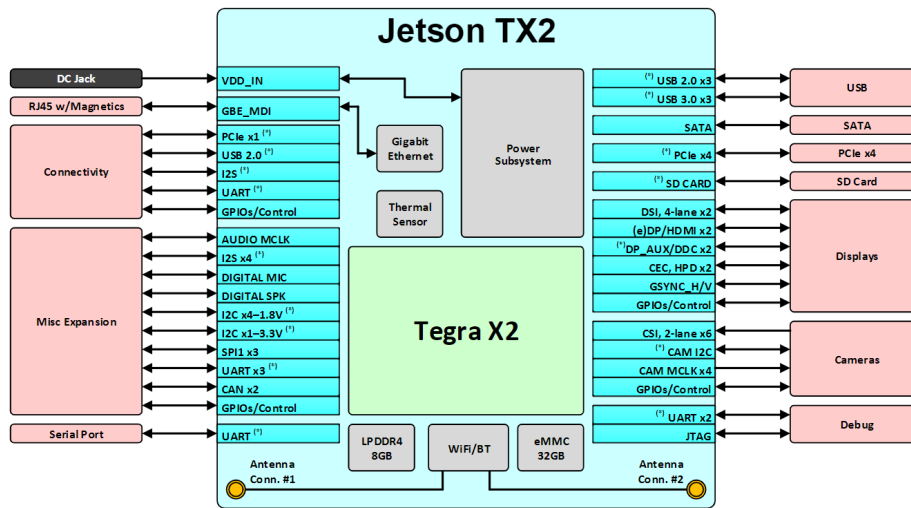 Jetson TX2
DC Jack
RJ45 w/Magnetics
Connectivity
Misc Expansion
Serial Port
VDD_IN
GBE_MDI
PCIe x1 (*)
USB 2.0 (*)
I2S (*)
UART (*)
GPIOs/Control
AUDIO MCLK
I2S x4 (*)
DIGITAL MIC
DIGITAL SPK
I2C x4–1.8V (*)
I2C x1–3.3V (*)
SPI1 x3
UART x3 (*)
CAN x2
GPIOs/Control
UART (*)
Antenna
Conn. #1
Gigabit
Ethernet
Thermal
Sensor
Power
Subsystem
Tegra X2
LPDDR4
8GB
WiFi/BT
eMMC
32GB
(*) USB 2.0 x3
(*) USB 3.0 x3
SATA
(*) PCIe x4
(*) SD CARD
DSI, 4-lane x2
(e)DP/HDMI x2
(*)DP_AUX/DDC x2
CEC, HPD x2
GSYNC_H/V
GPIOs/Control
CSI, 2-lane x6
(*) CAM I2C
CAM MCLK x4
GPIOs/Control
(*) UART x2
JTAG
Antenna
Conn. #2
USB
SATA
PCIe x4
SD Card
Displays
Cameras
Debug